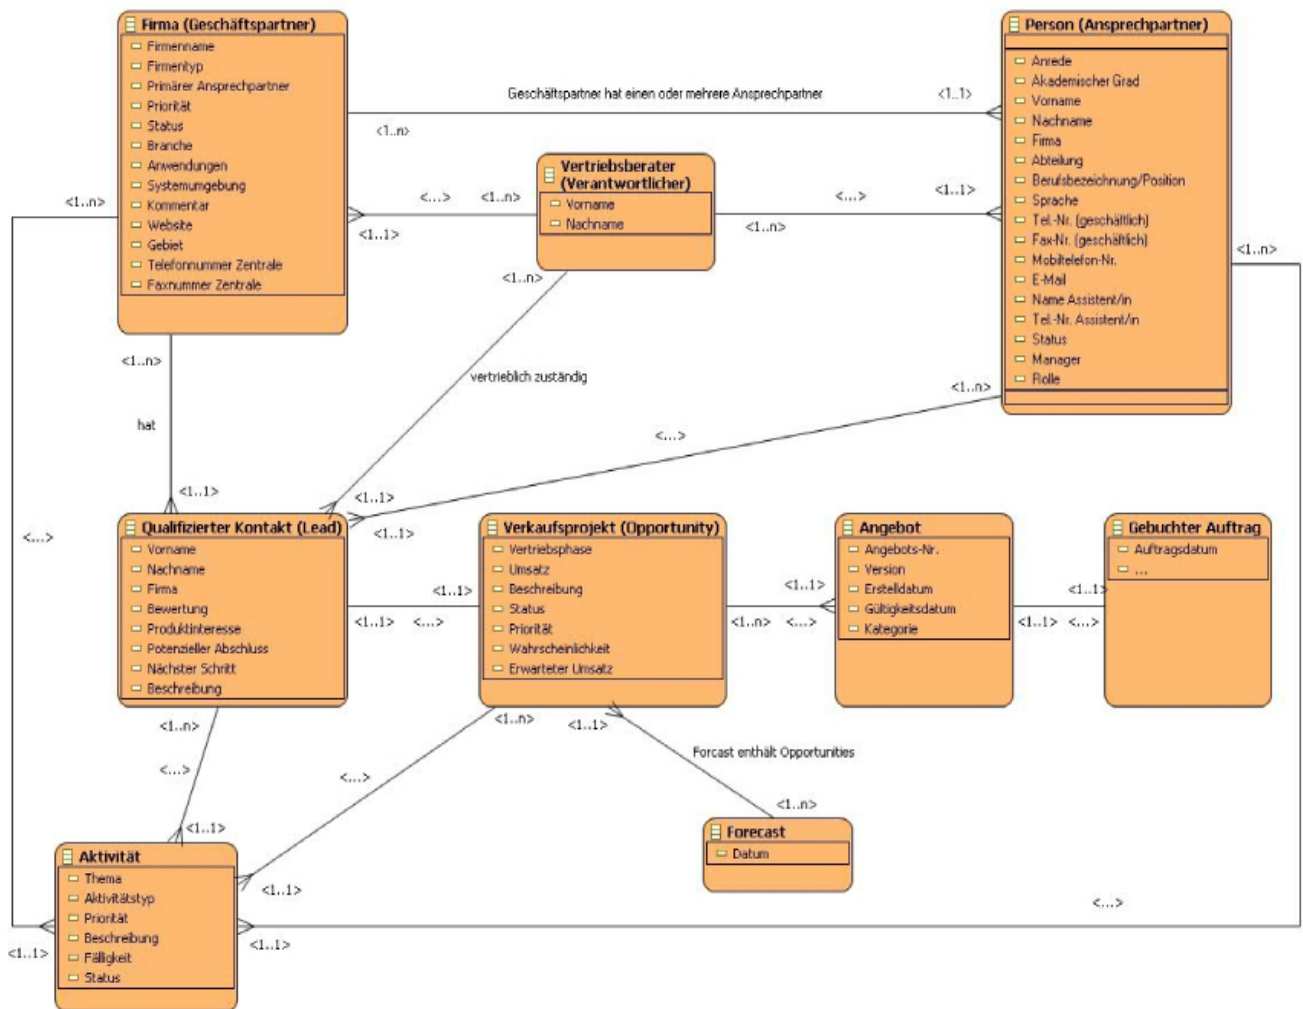 Firma (Geschäftspartner)
Firmenname
Firmentyp
Primärer Ansprechpartner
Priorität
Status
Branche
Anwendungen
Systemumgebung
Kommentar
Website
Gebiet
Telefonnummer Zentrale
Faxnummer Zentrale
Geschäftspartner hat einen oder mehrere Ansprechpartner
<1..n>
<1..1>
Person (Ansprechpartner)
Anrede
Akademischer Grad
Vorname
Nachname
Firma
Abteilung
Berufsbezeichnung/Position
Sprache
Tel.-Nr. (geschäftlich)
Fax-Nr. (geschäftlich)
Mobiltelefon-Nr.
E-Mail
Name Assistent/in
Tel.-Nr. Assistent/in
Status
Manager
Rolle
Vertriebsberater
(Verantwortlicher)
Vorname
Nachname
<...>
<1..n>
<1..1>
<...>
<1..1>
<1..n>
<1..n>
<1..n>
<1..n>
vertrieblich zuständig
<1..1>
<1..n>
hat
<1..1>
<1..n>
<...>
<1..1>
<...>
Qualifizierter Kontakt (Lead)
Vorname
Nachname
Firma
Bewertung
Produktinteresse
Potenzieller Abschluss
Nächster Schritt
Beschreibung
<1..1>
<1..1>
<...>
Verkaufsprojekt (Opportunity)
Vertriebsphase
Umsatz
Beschreibung
Status
Priorität
Wahrscheinlichkeit
Erwarteter Umsatz
<1..1>
<1..n>
<...>
Angebot
Angebots-Nr.
Version
Erstelldatum
Gültigkeitsdatum
Kategorie
<1..1>
<1..1>
<...>
Gebuchter Auftrag
Auftragsdatum
...
<1..n>
<...>
<1..1>
<1..n>
<...>
<1..1>
<1..1>
Forcast enthält Opportunities
<1..n>
Forecast
Datum
Aktivität
Thema
Aktivitätstyp
Priorität
Beschreibung
Fälligkeit
Status
<1..1>
<1..1>
<...>